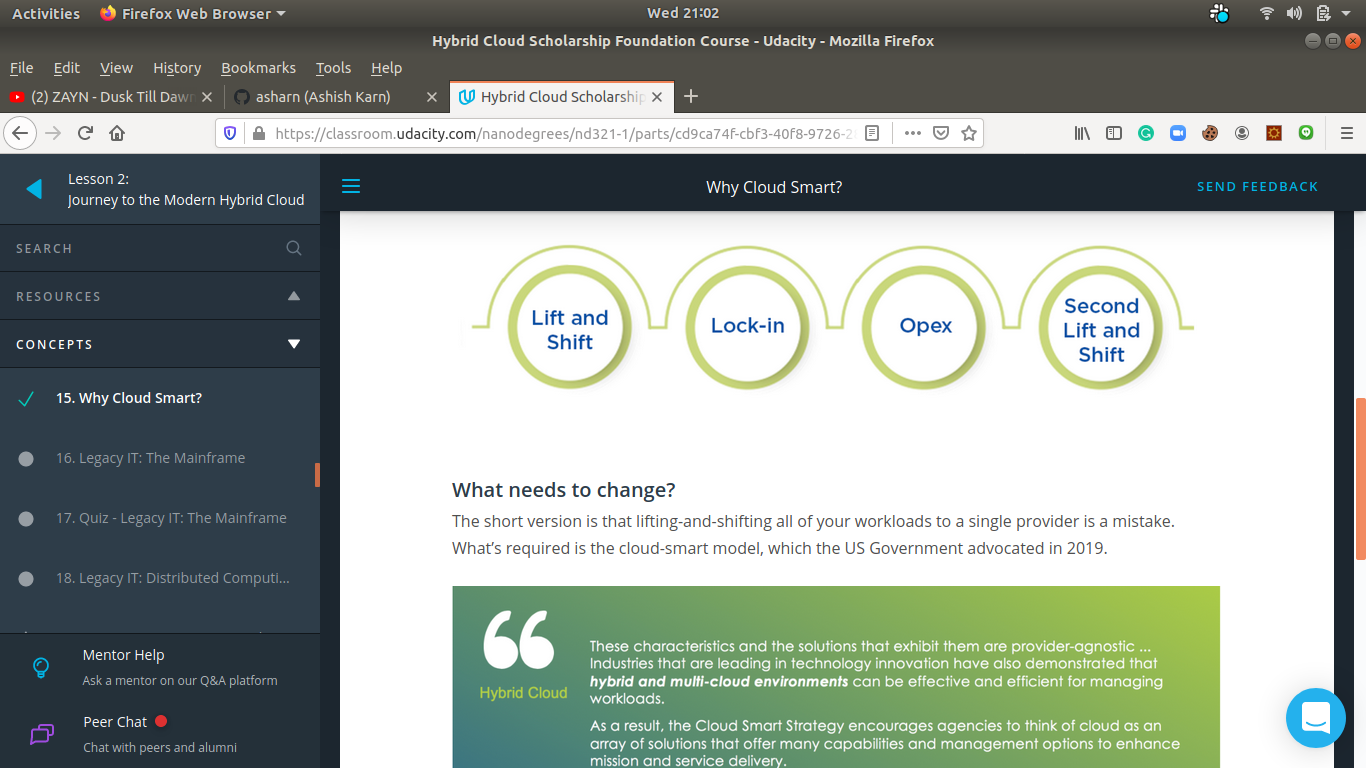 Activities
Firefox Web Browser
Wed 21:02
Hybrid Cloud Scholarship Foundation Course - Udacity - Mozilla Firefox
File Edit View History Bookmarks Tools Help
(2) ZAYN - Dusk Till Dawn
asharn (Ashish Karn)
Hybrid Cloud Scholarship
https://classroom.udacity.com/nanodegrees/nd321-1/parts/cd9ca74f-cbf3-40f8-9726-2
Lesson 2:
Journey to the Modern Hybrid Cloud
Why Cloud Smart?
SEND FEEDBACK
SEARCH
RESOURCES
CONCEPTS
15. Why Cloud Smart?
16. Legacy IT: The Mainframe
17. Quiz - Legacy IT: The Mainframe
18. Legacy IT: Distributed Computi...
Mentor Help
Ask a mentor on our Q&A platform
Peer Chat
Chat with peers and alumni
Lift and
Shift
Lock-in
Opex
Second
Lift and
Shift
What needs to change?
The short version is that lifting-and-shifting all of your workloads to a single provider is a mistake.
What's required is the cloud-smart model, which the US Government advocated in 2019.
Hybrid Cloud
These characteristics and the solutions that exhibit them are provider-agnostic ...
Industries that are leading in technology innovation have also demonstrated that
hybrid and multi-cloud environments can be effective and efficient for managing
workloads.
As a result, the Cloud Smart Strategy encourages agencies to think of cloud as an
array of solutions that offer many capabilities and management options to enhance
mission and service delivery.